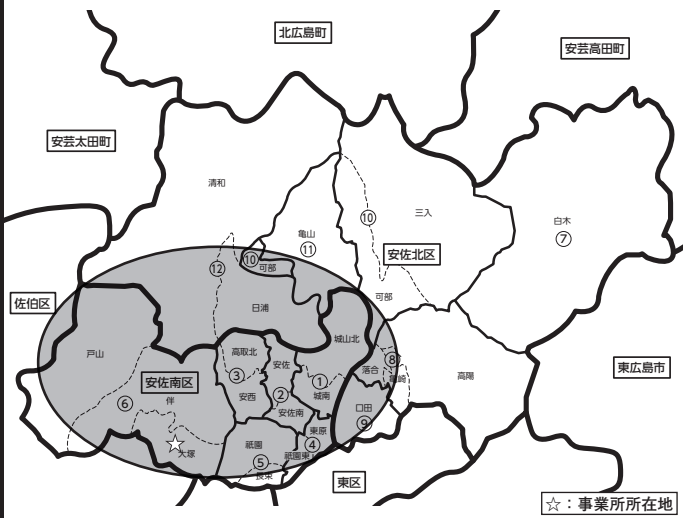 北広島町
安芸高田町
安芸太田町
清和
三入
⑩
白木
⑦
亀山
⑪
安佐北区
⑫
⑩
可部
可部
佐伯区
日浦
城山北
戸山
高取北
安佐
落合
⑧
高陽
東広島市
安佐南区
③
①
⑥
伴
安西
②
城南
安佐南
口田
⑨
東原
④
大塚
祇園
⑤
祇園東
長束
東区
☆：事業所所在地